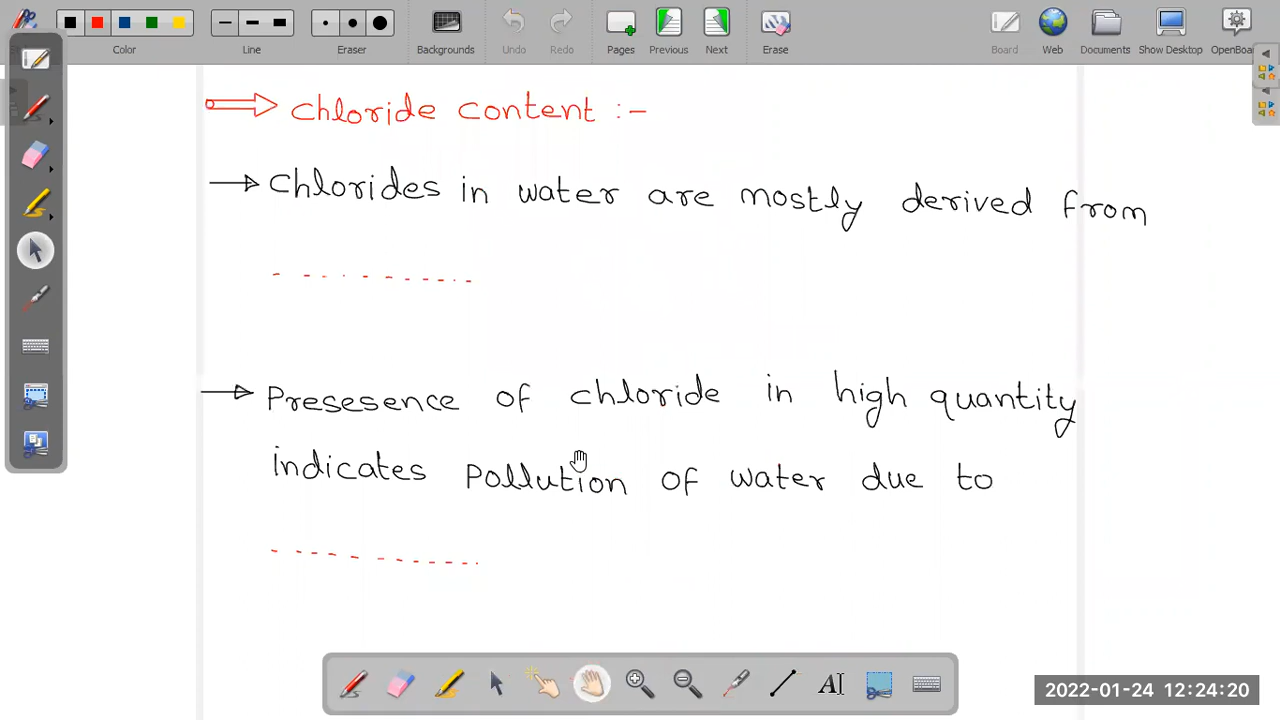 Color
Line
Eraser
Backgrounds
Undo
Redo
Pages
Previous
Next
Erase
Board
Web
Documents
Show Desktop
OpenBoa
Chloride content :-
Chlorides in water are mostly derived from
Presesence of chloride in high quantity
indicates Pollution of water due to
AI
2022-01-24 12:24:20